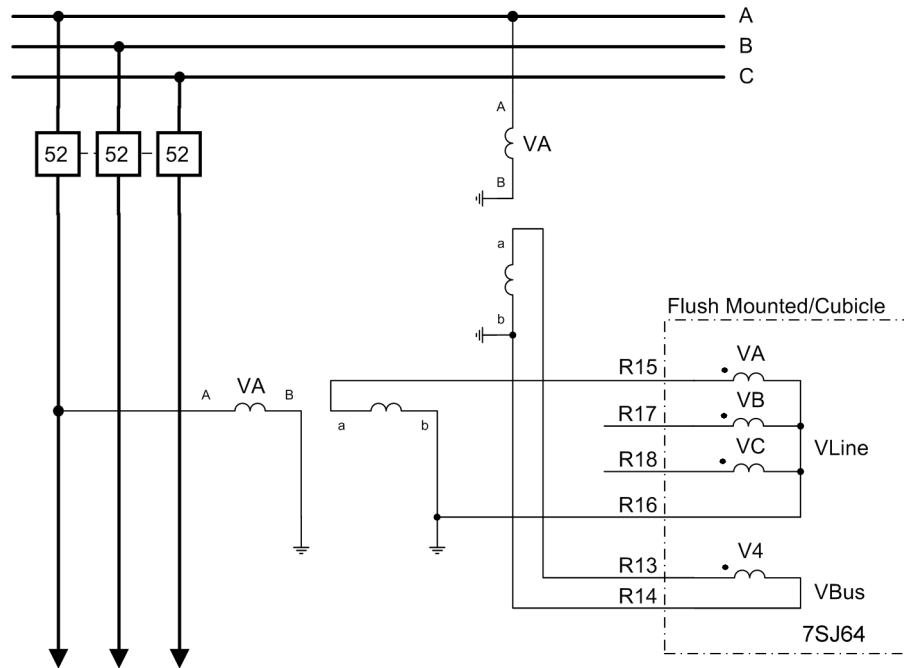 A
B
C
A
52
52
52
VA
B
a
Flush Mounted/Cubicle
b
VA
R15
VA
A
B
VB
R17
a
b
VC
VLine
R18
R16
V4
R13
VBus
R14
7SJ64